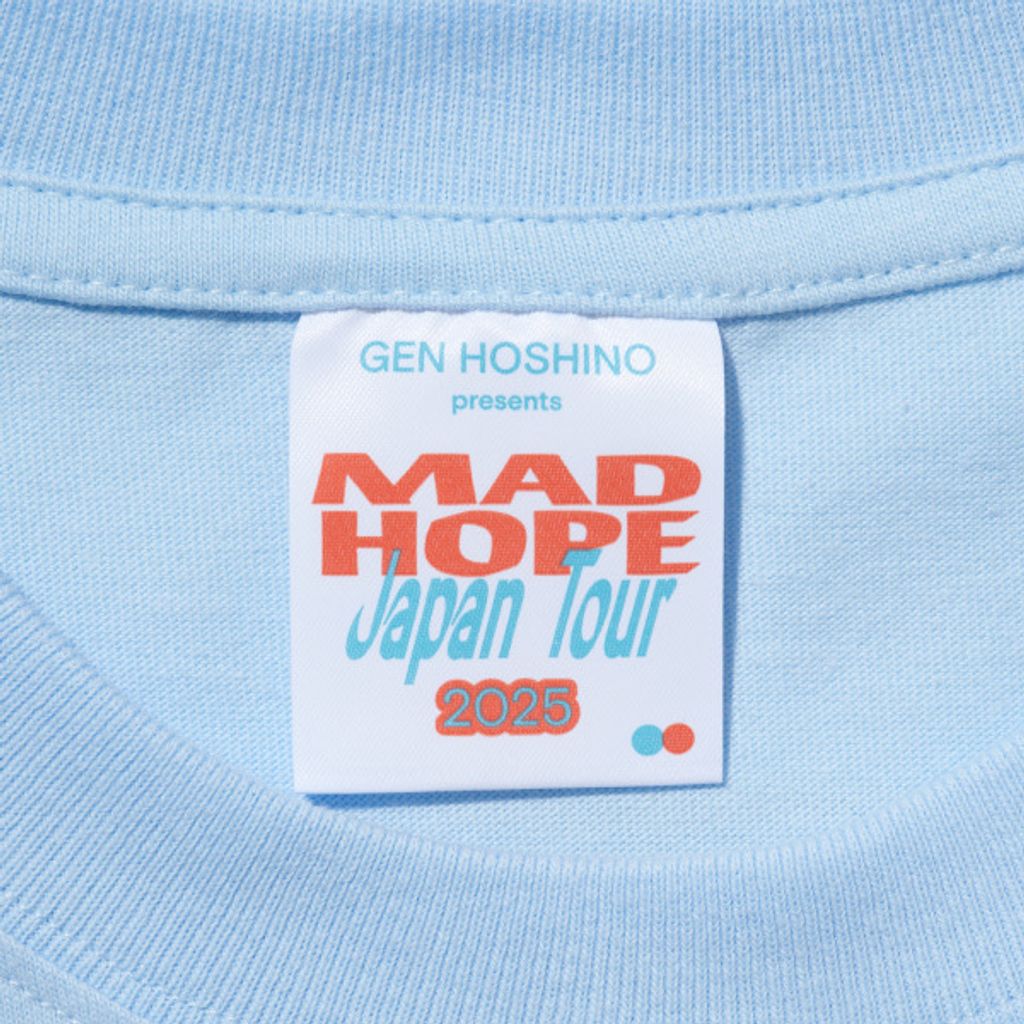 GEN HOSHINO
presents
MAD
HOPE
Japan Tour
2025